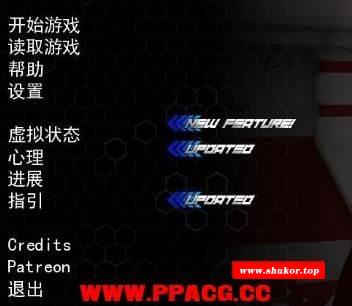 开始游戏
读取游戏
帮助
设置
NEW FEATURE!
虚拟状态
UPDATED
心理
进展
指引
UPDATED
Credits
Patreon
www.shukor.top
退出
WWW.PPACG.CC